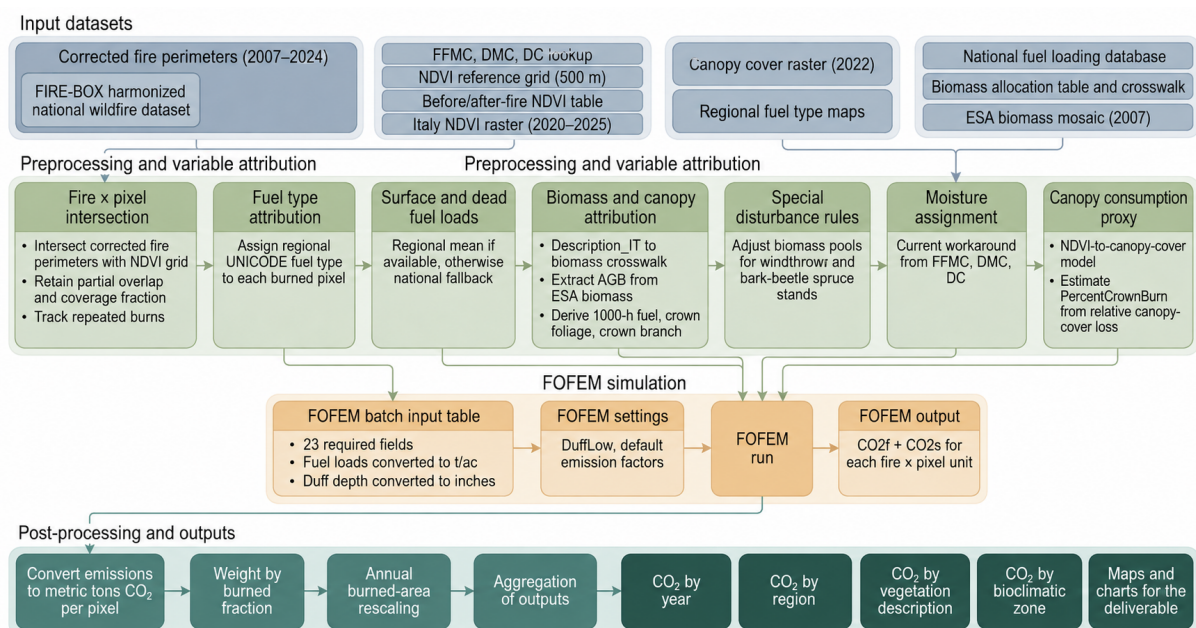 Input datasets
Corrected fire perimeters (2007–2024)
FIRE-BOX harmonized
national wildfire dataset
FFMC, DMC, DC lookup
NDVI reference grid (500 m)
Before/after-fire NDVI table
Italy NDVI raster (2020–2025)
Canopy cover raster (2022)
Regional fuel type maps
National fuel loading database
Biomass allocation table and crosswalk
ESA biomass mosaic (2007)
Preprocessing and variable attribution
Preprocessing and variable attribution
Fire × pixel
intersection
• Intersect corrected fire
perimeters with NDVI grid
• Retain partial overlap
and coverage fraction
• Track repeated burns
Fuel type
attribution
Assign regional
UNICODE fuel type
to each burned pixel
Surface and dead
fuel loads
Regional mean if
available, otherwise
national fallback
Biomass and canopy
attribution
• Description_IT to
biomass crosswalk
• Extract AGB from
ESA biomass
• Derive 1000-h fuel, crown
foliage, crown branch
Special
disturbance rules
Adjust biomass pools
for windthrow and
bark-beetle spruce
stands
Moisture
assignment
Current workaround
from FFMC, DMC,
DC
Canopy consumption
proxy
• NDVI-to-canopy-cover
model
• Estimate
PercentCrownBurn
from relative canopy-
cover loss
FOFEM simulation
FOFEM batch input table
• 23 required fields
• Fuel loads converted to t/ac
• Duff depth converted to inches
FOFEM settings
DuffLow, default
emission factors
FOFEM
run
FOFEM output
CO2f + CO2s for
each fire × pixel unit
Post-processing and outputs
Convert emissions
to metric tons CO₂
per pixel
Weight by
burned
fraction
Annual
burned-area
rescaling
Aggregation
of outputs
CO₂ by
year
CO₂ by
region
CO₂ by
vegetation
description
CO₂ by
bioclimatic
zone
Maps and
charts for the
deliverable